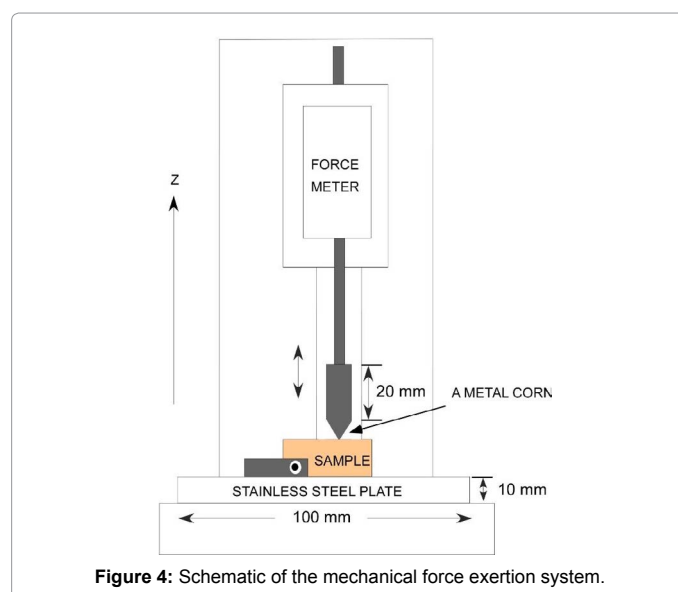 FORCE
METER
Z
20 mm
A METAL CORN
SAMPLE
STAINLESS STEEL PLATE
10 mm
100 mm
Figure 4: Schematic of the mechanical force exertion system.